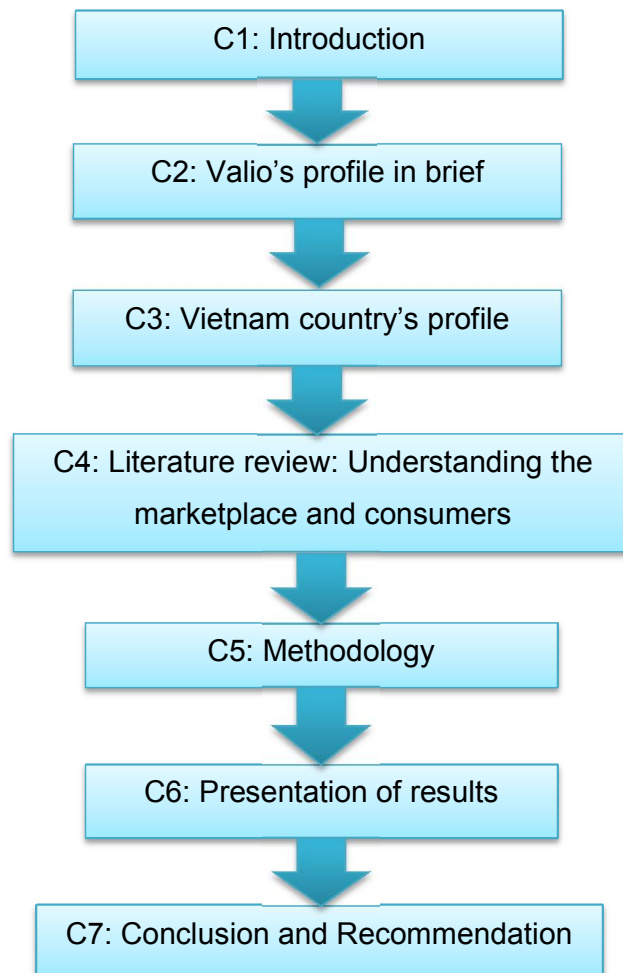 C1: Introduction
C2: Valio’s profile in brief
C3: Vietnam country’s profile
C4: Literature review: Understanding the
marketplace and consumers
C5: Methodology
C6: Presentation of results
C7: Conclusion and Recommendation